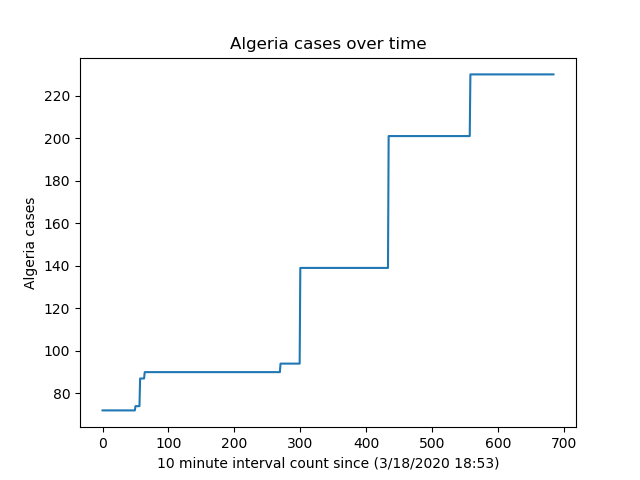 Algeria cases over time
Algeria cases
220
200
180
160
140
120
100
80
0 100 200 300 400 500 600 700
10 minute interval count since (3/18/2020 18:53)